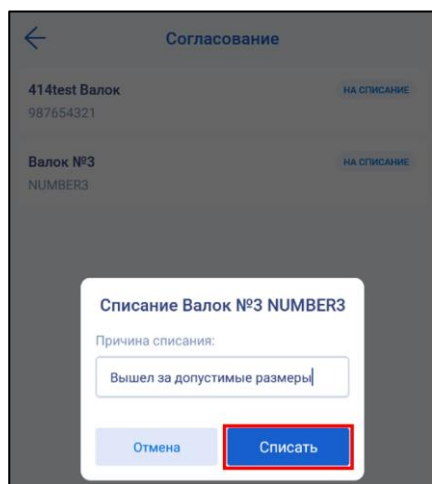 Согласование
414test Валок
НА СПИСАНИЕ
987654321
Валок №3
НА СПИСАНИЕ
NUMBER3
Списание Валок №3 NUMBER3
Причина списания:
Вышел за допустимые размеры
Отмена
Списать